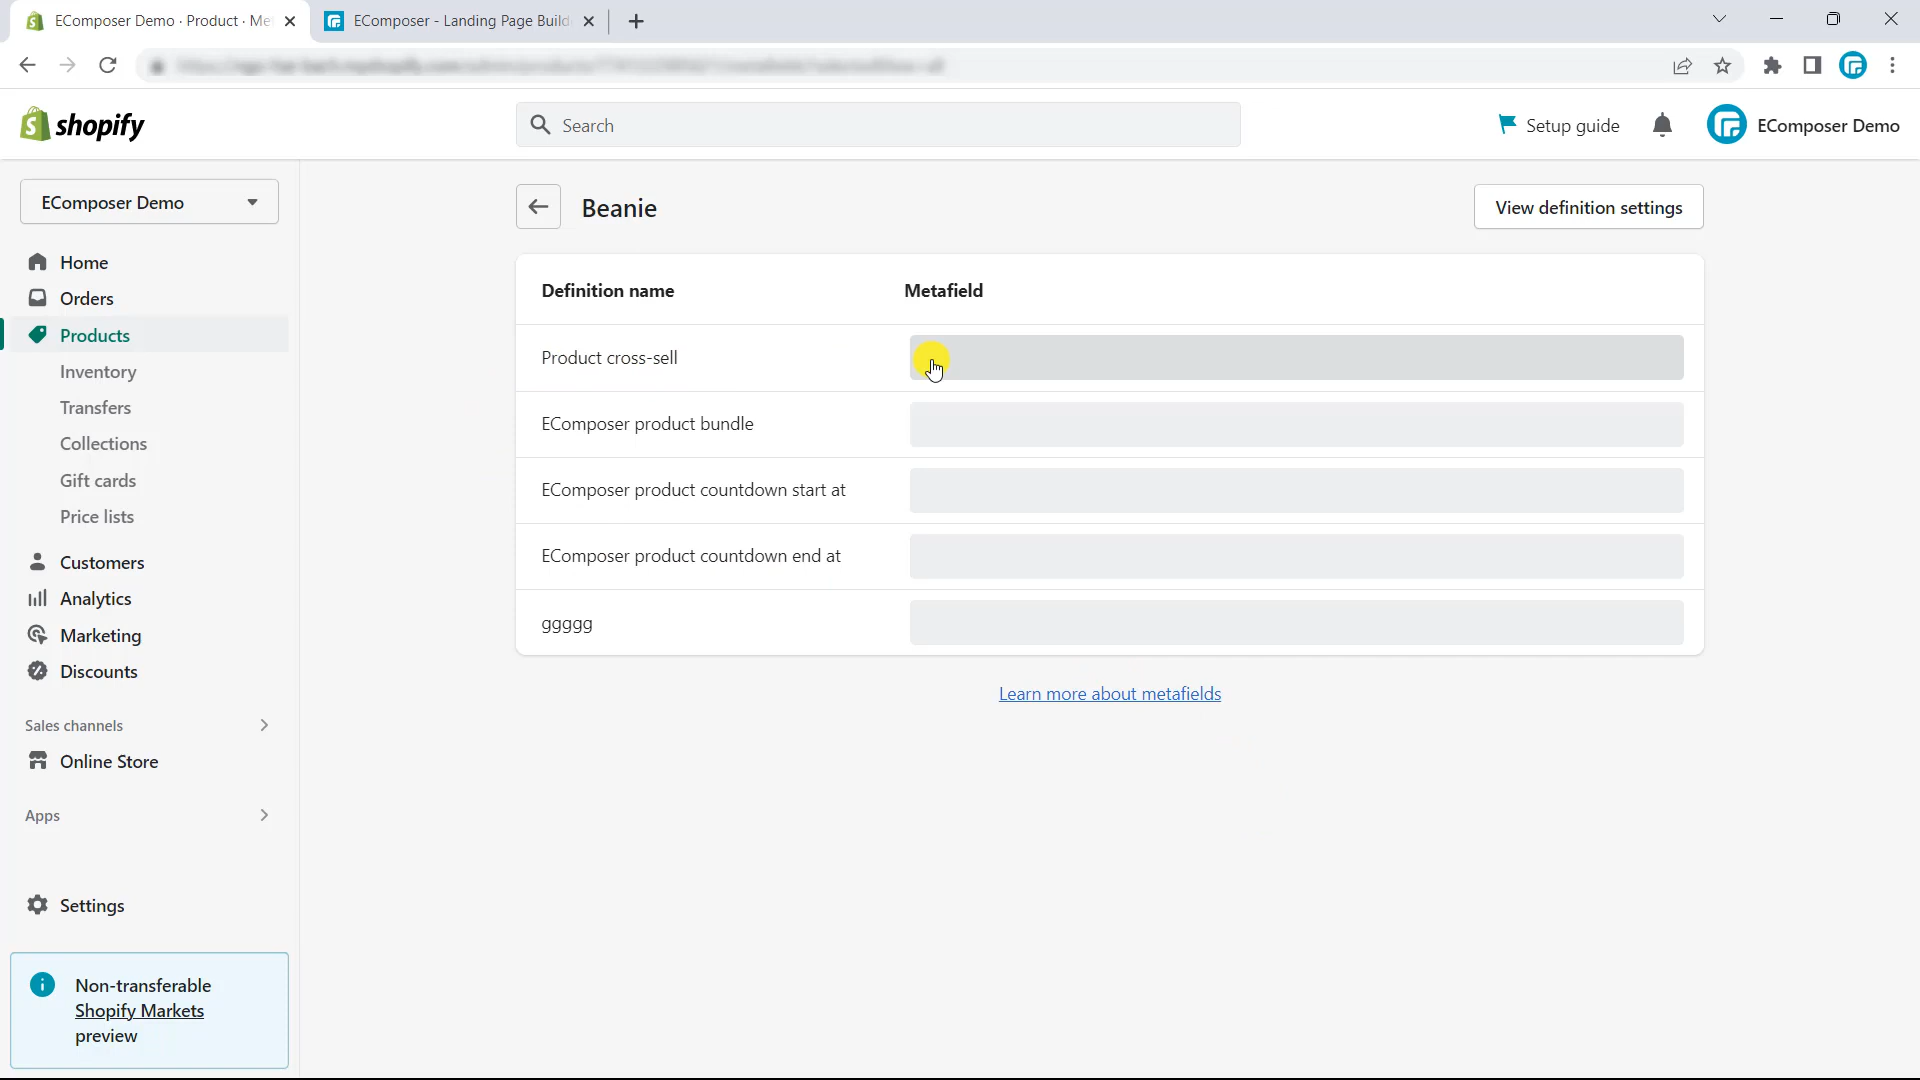 EComposer Demo · Product · Me
EComposer - Landing Page Build
shopify
Search
Setup guide
EComposer Demo
EComposer Demo
Home
Orders
Products
Inventory
Transfers
Collections
Gift cards
Price lists
Customers
Analytics
Marketing
Discounts
Sales channels
Online Store
Apps
Settings
Non-transferable
Shopify Markets
preview
Beanie
View definition settings
Definition name Metafield
Product cross-sell
EComposer product bundle
EComposer product countdown start at
EComposer product countdown end at
ggggg
Learn more about metafields